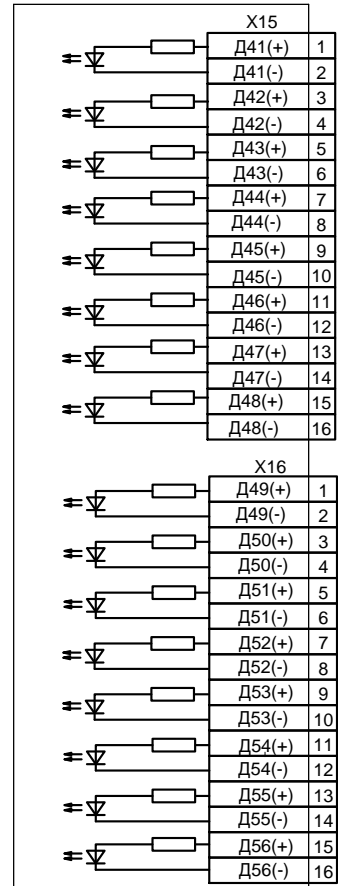 X15
Д41(+) 1
Д41(-) 2
Д42(+) 3
Д42(-) 4
Д43(+) 5
Д43(-) 6
Д44(+) 7
Д44(-) 8
Д45(+) 9
Д45(-) 10
Д46(+) 11
Д46(-) 12
Д47(+) 13
Д47(-) 14
Д48(+) 15
Д48(-) 16
X16
Д49(+) 1
Д49(-) 2
Д50(+) 3
Д50(-) 4
Д51(+) 5
Д51(-) 6
Д52(+) 7
Д52(-) 8
Д53(+) 9
Д53(-) 10
Д54(+) 11
Д54(-) 12
Д55(+) 13
Д55(-) 14
Д56(+) 15
Д56(-) 16